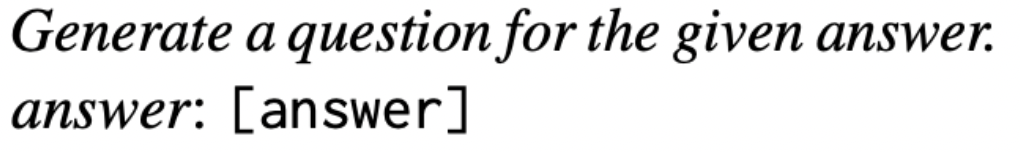 Generate a question for the given answer.
answer: [answer]